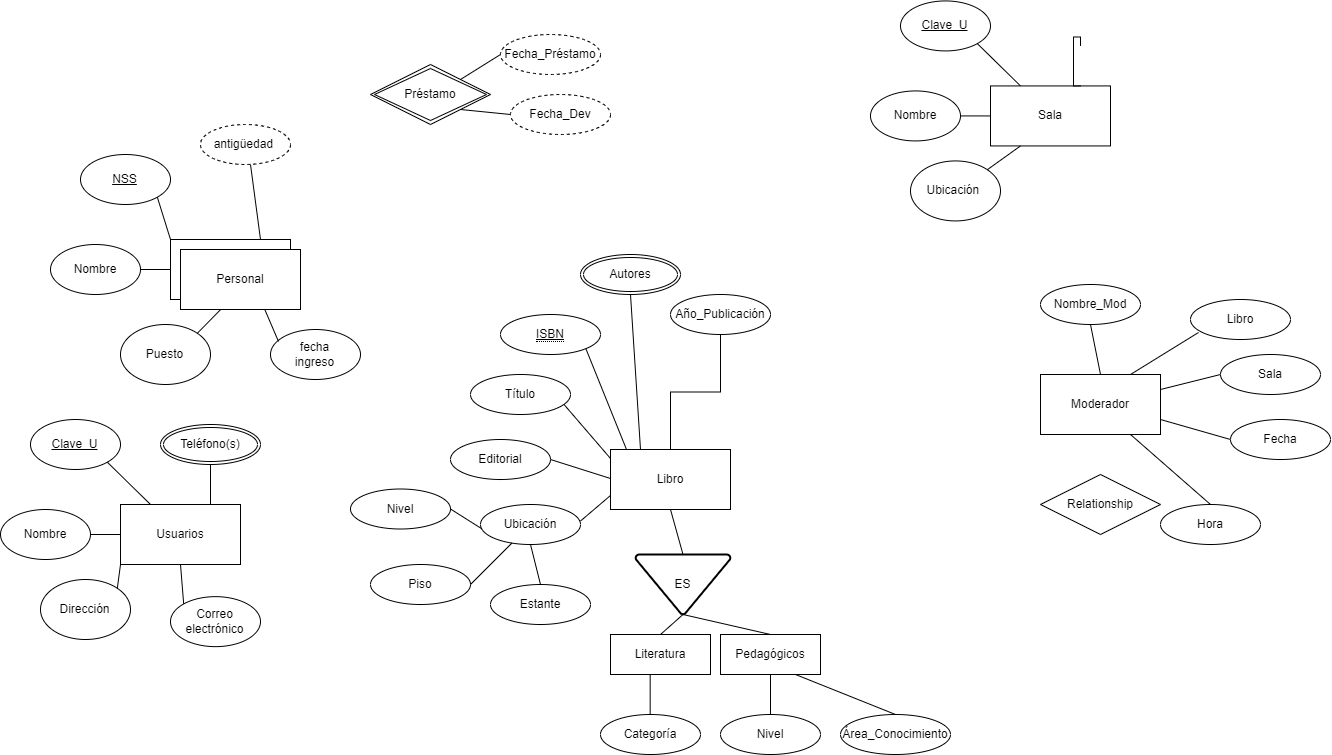 Clave_U
Fecha_Préstamo
Préstamo
Fecha_Dev
Nombre
Sala
antigüedad
NSS
Ubicación
Nombre
Personal
Autores
Año_Publicación
Nombre_Mod
Libro
ISBN
Puesto
fecha
ingreso
Sala
Título
Moderador
Clave_U
Teléfono(s)
Fecha
Editorial
Libro
Nivel
Ubicación
Relationship
Hora
Nombre
Usuarios
Piso
ES
Estante
Dirección
Correo
electrónico
Literatura
Pedagógicos
Categoría
Nivel
Área_Conocimiento